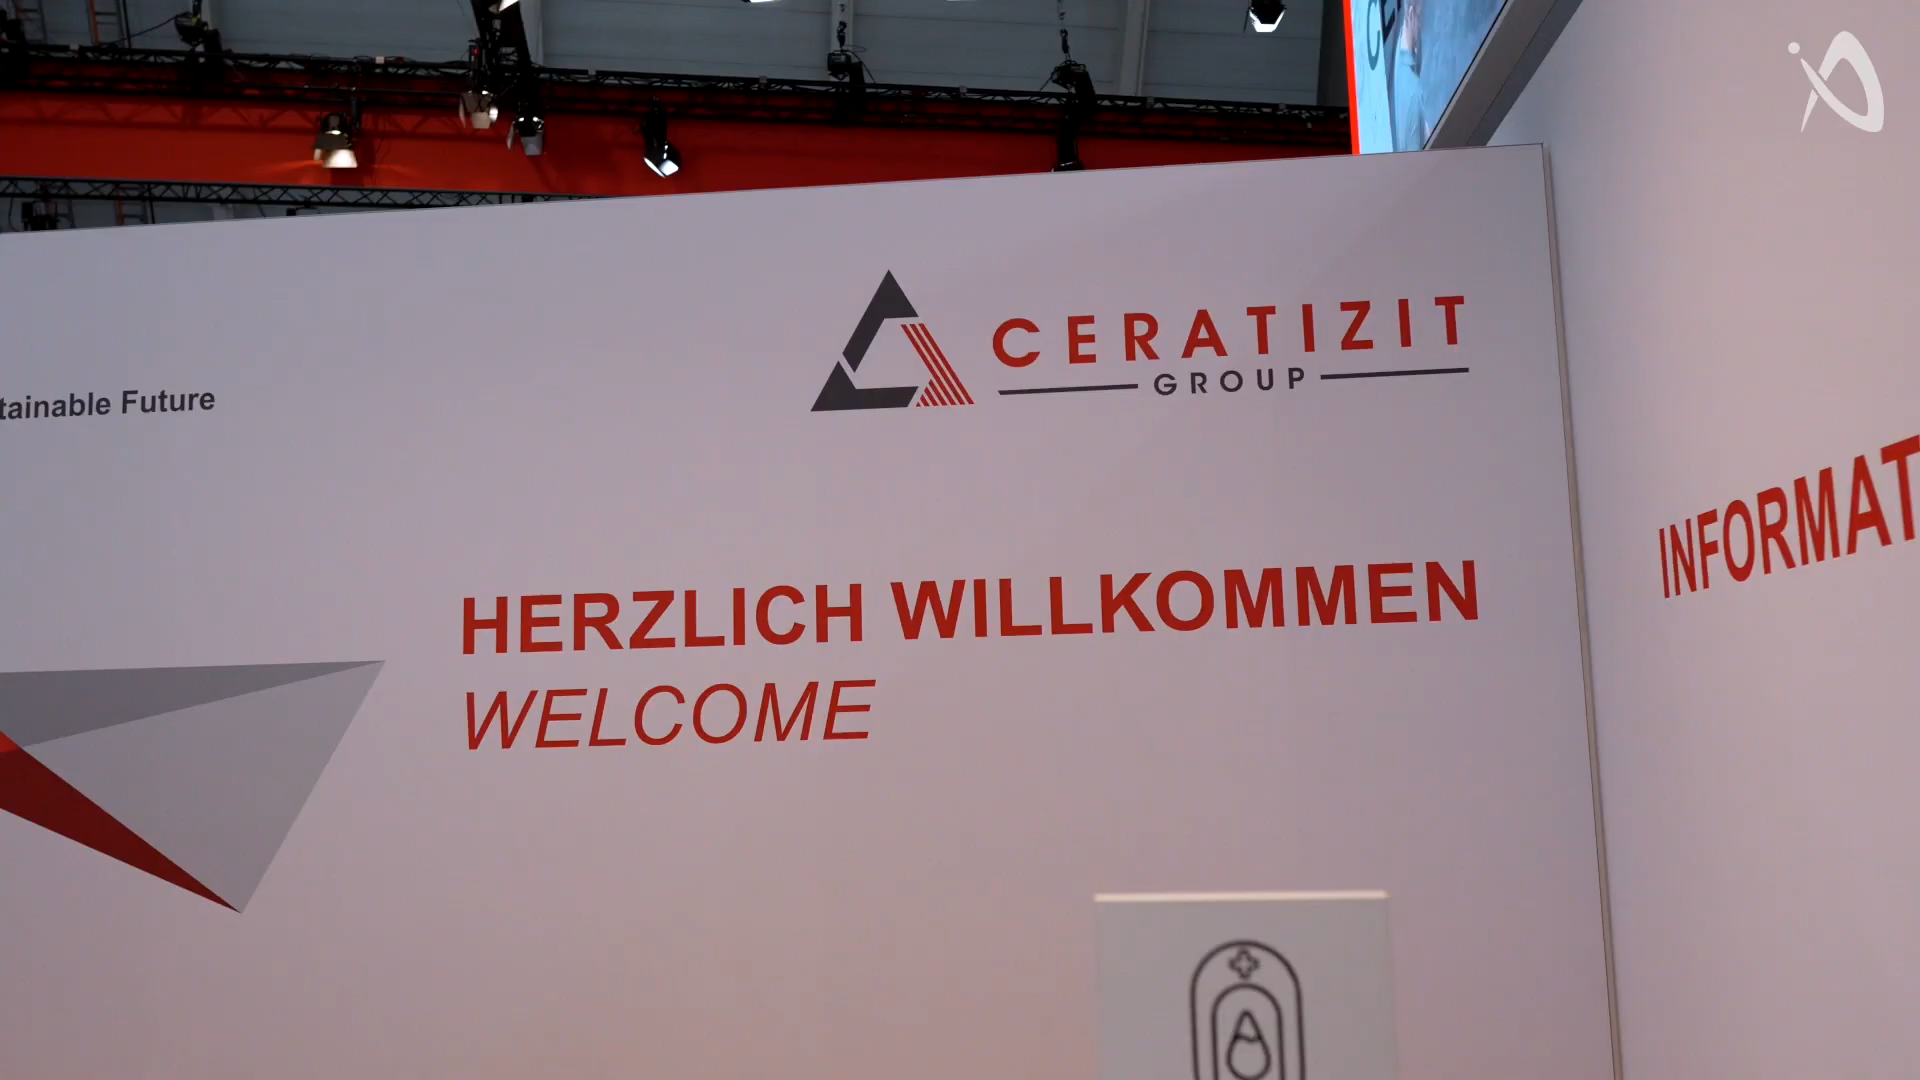 CERATIZIT
GROUP
tainable Future
HERZLICH WILLKOMMEN
WELCOME
INFORMAT